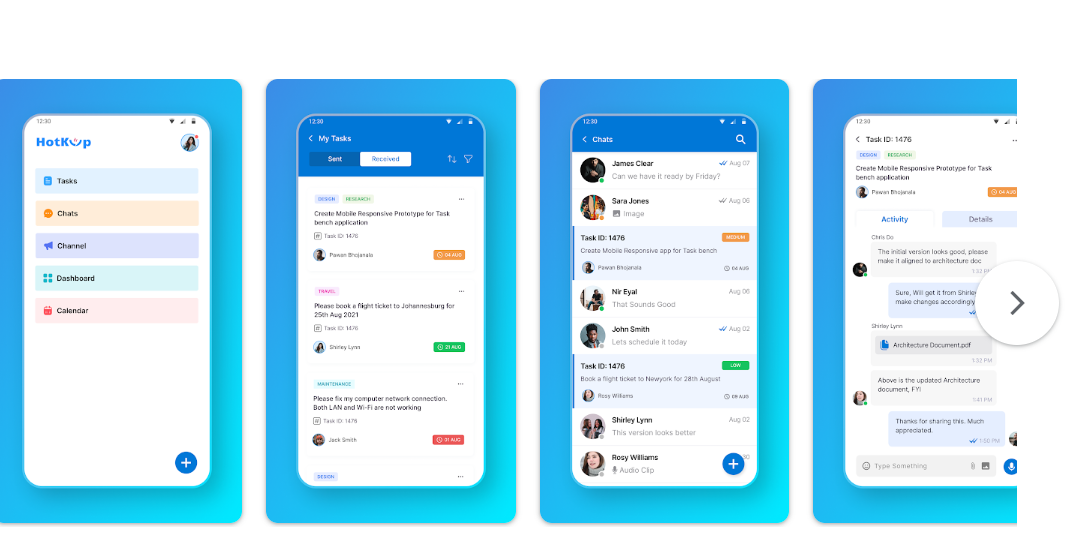 12:30
HotKup
Tasks
Chats
Channel
Dashboard
Calendar
12:30
My Tasks
Sent
Received
DESIGN
RESEARCH
Create Mobile Responsive Prototype for Task
bench application
Task ID: 1476
Pawan Bhojanala
04 AUG
TRAVEL
Please book a flight ticket to Johannesburg for
25th Aug 2021
Task ID: 1476
Shirley Lynn
21 AUG
MAINTENANCE
Please fix my computer network connection.
Both LAN and Wi-Fi are not working
Task ID: 1476
Jack Smith
31 AUG
DESIGN
12:30
Chats
James Clear
Aug 07
Can we have it ready by Friday?
Sara Jones
Aug 06
Image
Task ID: 1476
MEDIUM
Create Mobile Responsive app for Task bench
Pawan Bhojanala
04 AUG
Nir Eyal
Aug 06
That Sounds Good
John Smith
Aug 02
Lets schedule it today
Task ID: 1476
LOW
Book a flight ticket to Newyork for 28th August
Rosy Williams
09 AUG
Shirley Lynn
Aug 02
This version looks better
Rosy Williams
30
Audio Clip
12:30
Task ID: 1476
DESIGN
RESEARCH
Create Mobile Responsive Prototype for Task
bench application
Pawan Bhojanala
04 AUG
Activity
Details
Chris Do
The initial version looks good, please
make it aligned to architecture doc
1:32 PM
Sure, Will get it from Shirley
make changes accordingly
Shirley Lynn
Architecture Document.pdf
1:32 PM
Above is the updated Architecture
document, FYI
1:41 PM
Thanks for sharing this. Much
appreciated.
1:50 PM
Type Something